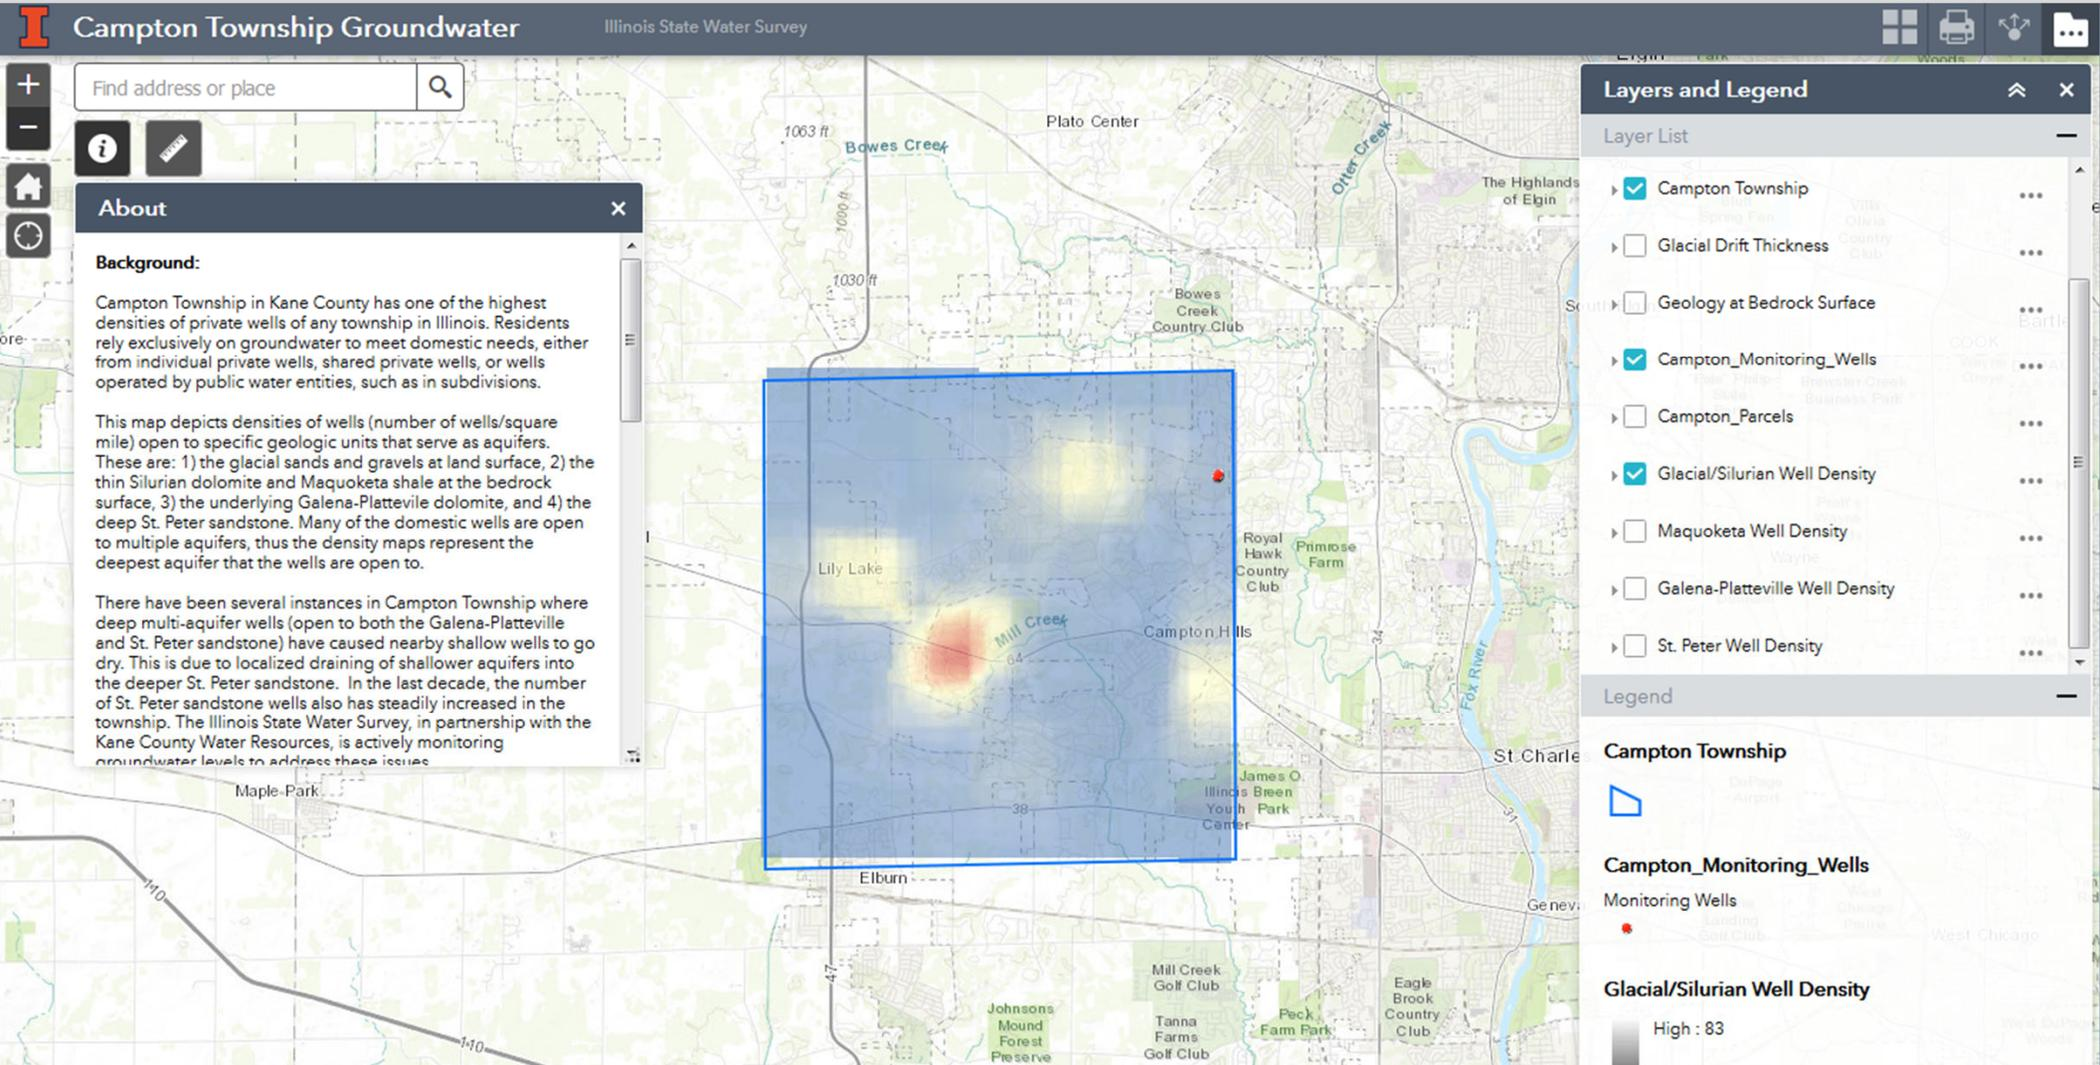 I
Campton Township Groundwater
Illinois State Water Survey
Find address or place
About
Background:
Campton Township in Kane County has one of the highest
densities of private wells of any township in Illinois. Residents
rely exclusively on groundwater to meet domestic needs, either
from individual private wells, shared private wells, or wells
operated by public water entities, such as in subdivisions.
This map depicts densities of wells (number of wells/square
mile) open to specific geologic units that serve as aquifers.
These are: 1) the glacial sands and gravels at land surface, 2) the
thin Silurian dolomite and Maquoketa shale at the bedrock
surface, 3) the underlying Galena-Plattevile dolomite, and 4) the
deep St. Peter sandstone. Many of the domestic wells are open
to multiple aquifers, thus the density maps represent the
deepest aquifer that the wells are open to.
There have been several instances in Campton Township where
deep multi-aquifer wells (open to both the Galena-Platteville
and St. Peter sandstone) have caused nearby shallow wells to go
dry. This is due to localized draining of shallower aquifers into
the deeper St. Peter sandstone.  In the last decade, the number
of St. Peter sandstone wells also has steadily increased in the
township. The Illinois State Water Survey, in partnership with the
Kane County Water Resources, is actively monitoring
groundwater levels to address these issues.
1063 ft
Bowes Creek
Plato Center
Otter Creek
The Highlands
of Elgin
1000 ft
1030 ft
Bowes
Creek
Country Club
Lily Lake
Royal
Hawk
Country
Club
Primrose
Farm
Mill Creek
64
Campton Hills
34
Fox River
St Charle
James O.
Breen
Park
Illinois
Youth
Center
38
31
Maple Park
Elburn
Geneva
110
110
47
Mill Creek
Golf Club
Johnsons
Mound
Forest
Preserve
Tanna
Farms
Golf Club
Peck
Farm Park
Eagle
Brook
Country
Club
Layers and Legend
Layer List
Campton Township
Glacial Drift Thickness
Geology at Bedrock Surface
Campton_Monitoring_Wells
Campton_Parcels
Glacial/Silurian Well Density
Maquoketa Well Density
Galena-Platteville Well Density
St. Peter Well Density
Legend
Campton Township
Campton_Monitoring_Wells
Monitoring Wells
Glacial/Silurian Well Density
High : 83